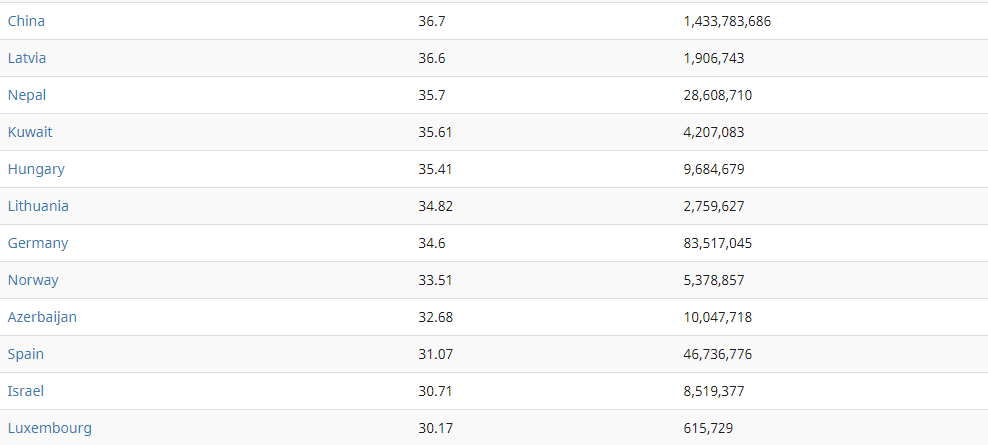 China 36.7 1,433,783,686
Latvia 36.6 1,906,743
Nepal 35.7 28,608,710
Kuwait 35.61 4,207,083
Hungary 35.41 9,684,679
Lithuania 34.82 2,759,627
Germany 34.6 83,517,045
Norway 33.51 5,378,857
Azerbaijan 32.68 10,047,718
Spain 31.07 46,736,776
Israel 30.71 8,519,377
Luxembourg 30.17 615,729